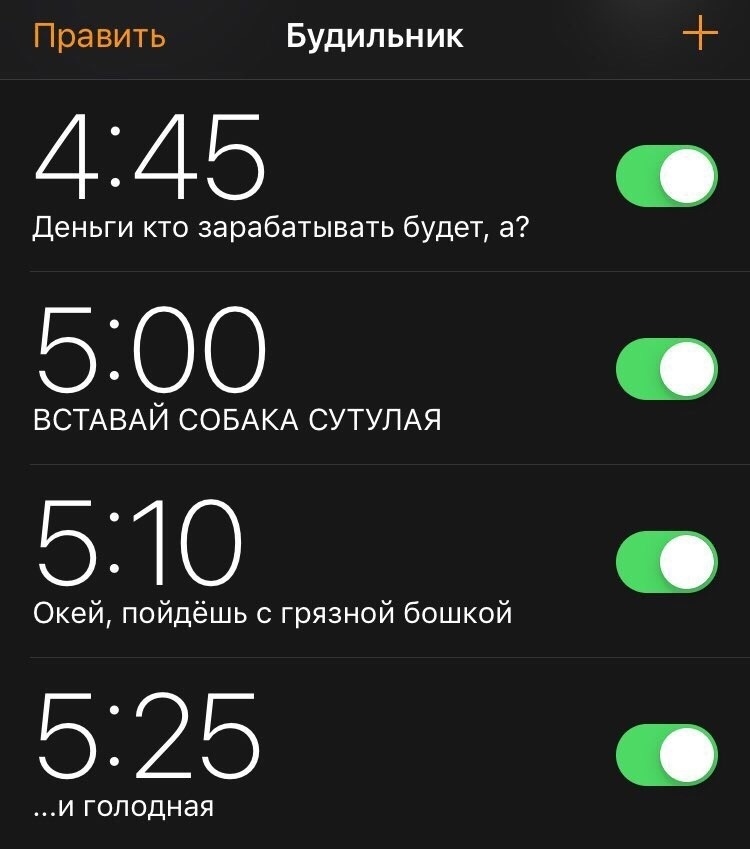 Править Будильник +
4:45
Деньги кто зарабатывать будет, а?
5:00
ВСТАВАЙ СОБАКА СУТУЛАЯ
5:10
Окей, пойдёшь с грязной бошкой
5:25
...и голодная